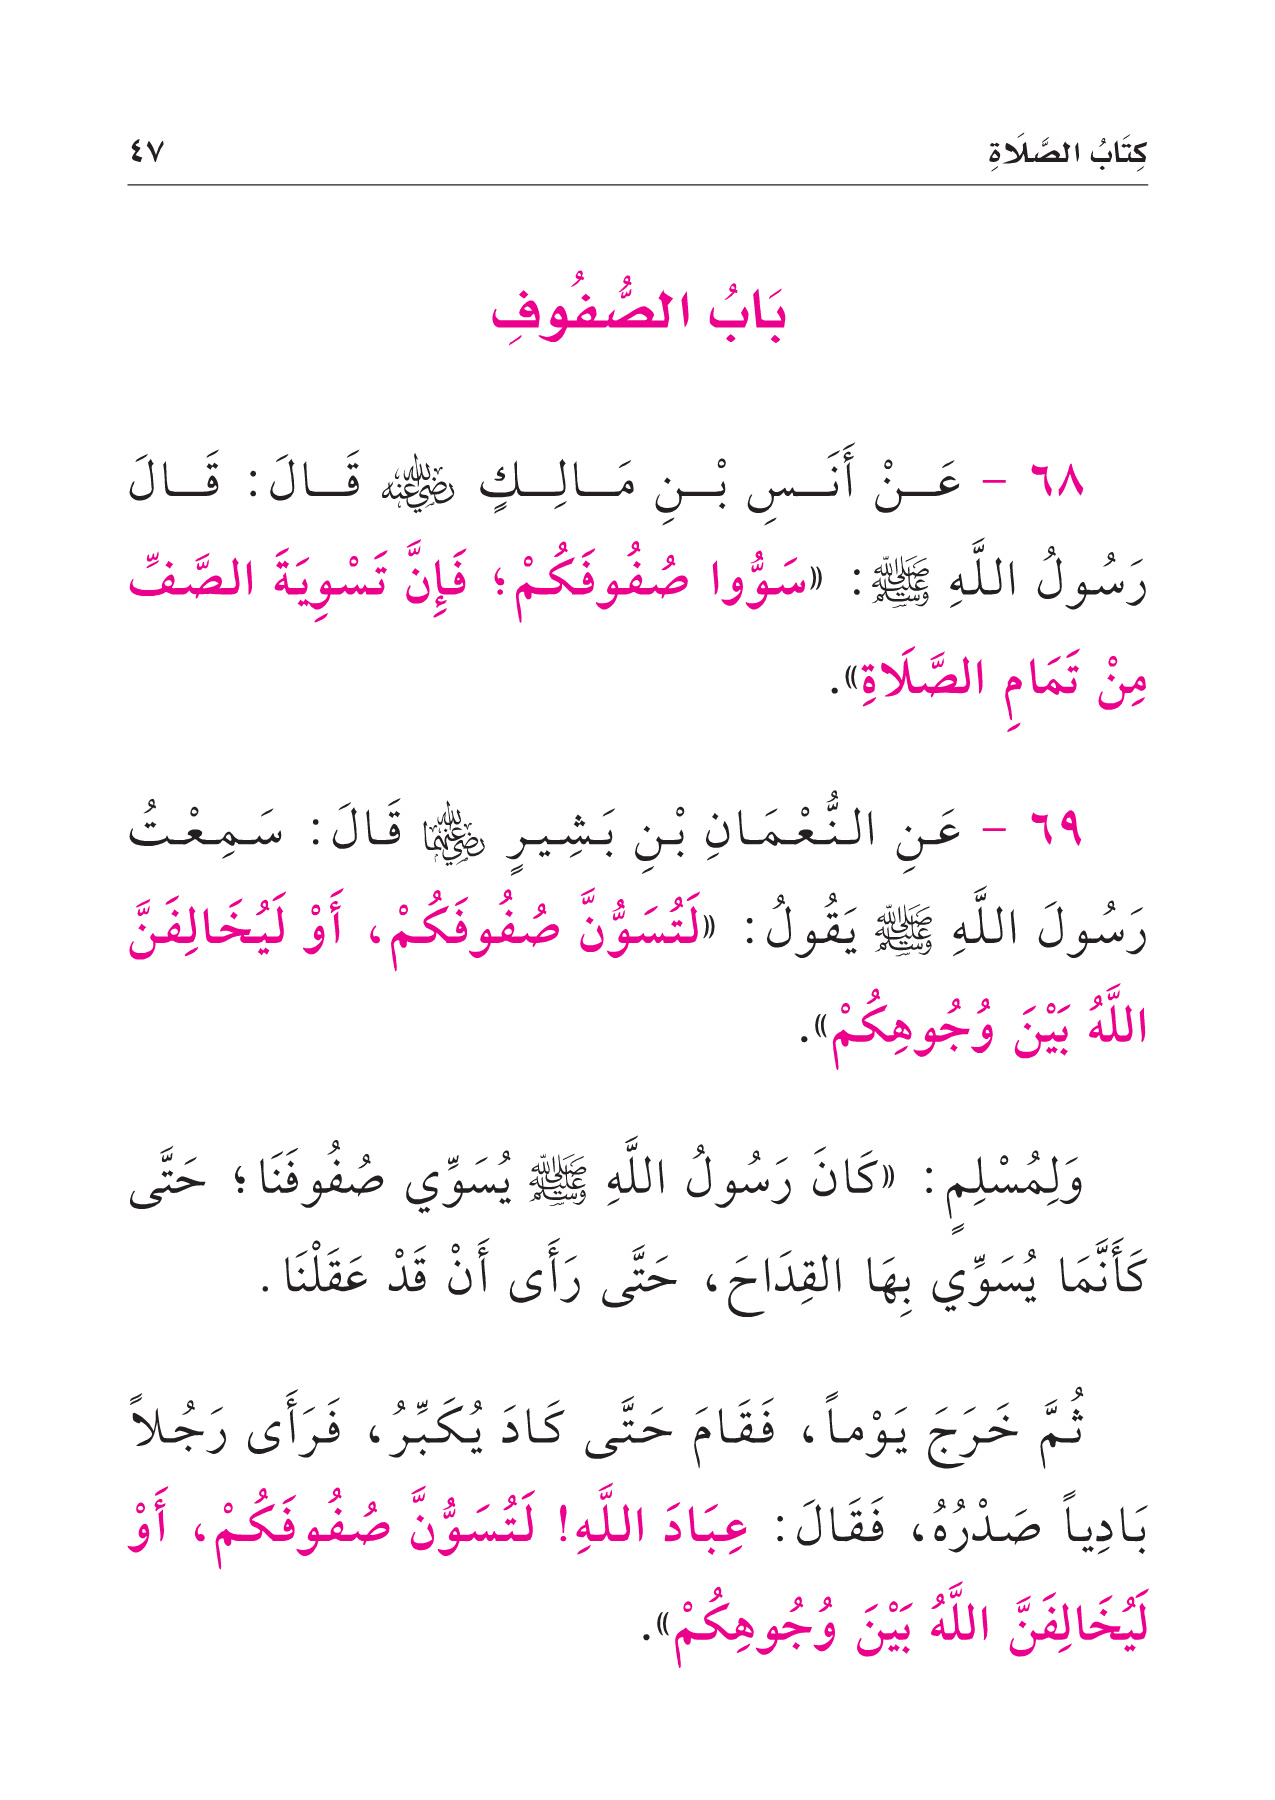 كِتَابُ الصَّلَاةِ ٤٧
بَابُ الصُّفُوفِ
٦٨ - عَنْ أَنَسِ بْنِ مَالِكٍ رضي الله عنه قَالَ: قَالَ
رَسُولُ اللَّهِ ﷺ: «سَوُّوا صُفُوفَكُمْ؛ فَإِنَّ تَسْوِيَةَ الصَّفِّ
مِنْ تَمَامِ الصَّلَاةِ».
٦٩ - عَنِ النُّعْمَانِ بْنِ بَشِيرٍ رضي الله عنهما قَالَ: سَمِعْتُ
رَسُولَ اللَّهِ ﷺ يَقُولُ: «لَتُسَوُّنَّ صُفُوفَكُمْ، أَوْ لَيُخَالِفَنَّ
اللَّهُ بَيْنَ وُجُوهِكُمْ».
وَلِمُسْلِمٍ: «كَانَ رَسُولُ اللَّهِ ﷺ يُسَوِّي صُفُوفَنَا؛ حَتَّى
كَأَنَّمَا يُسَوِّي بِهَا القِدَاحَ، حَتَّى رَأَى أَنْ قَدْ عَقَلْنَا.
ثُمَّ خَرَجَ يَوْماً، فَقَامَ حَتَّى كَادَ يُكَبِّرُ، فَرَأَى رَجُلاً
بَادِياً صَدْرُهُ، فَقَالَ: عِبَادَ اللَّهِ! لَتُسَوُّنَّ صُفُوفَكُمْ، أَوْ
لَيُخَالِفَنَّ اللَّهُ بَيْنَ وُجُوهِكُمْ».